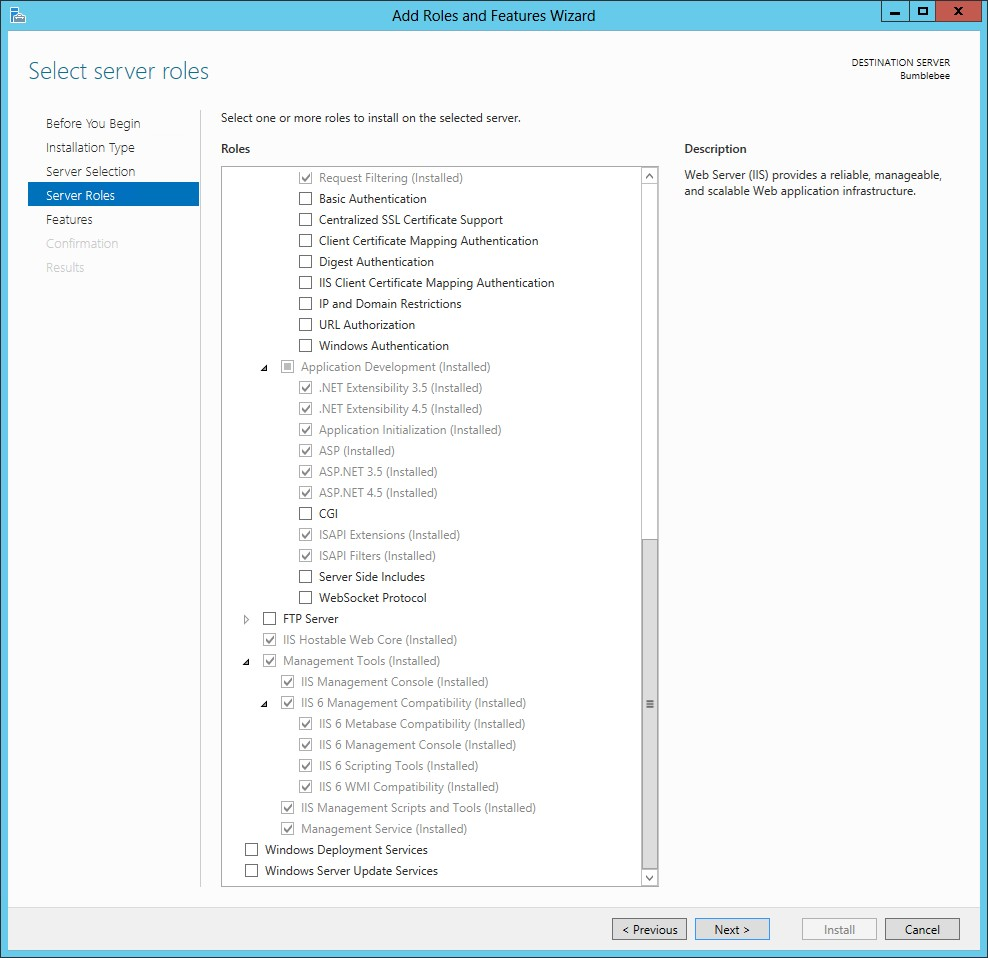 Add Roles and Features Wizard
Select server roles
DESTINATION SERVER
Bumblebee
Before You Begin
Installation Type
Server Selection
Server Roles
Features
Confirmation
Results
Select one or more roles to install on the selected server.
Roles
Request Filtering (Installed)
Basic Authentication
Centralized SSL Certificate Support
Client Certificate Mapping Authentication
Digest Authentication
IIS Client Certificate Mapping Authentication
IP and Domain Restrictions
URL Authorization
Windows Authentication
Application Development (Installed)
.NET Extensibility 3.5 (Installed)
.NET Extensibility 4.5 (Installed)
Application Initialization (Installed)
ASP (Installed)
ASP.NET 3.5 (Installed)
ASP.NET 4.5 (Installed)
CGI
ISAPI Extensions (Installed)
ISAPI Filters (Installed)
Server Side Includes
WebSocket Protocol
FTP Server
IIS Hostable Web Core (Installed)
Management Tools (Installed)
IIS Management Console (Installed)
IIS 6 Management Compatibility (Installed)
IIS 6 Metabase Compatibility (Installed)
IIS 6 Management Console (Installed)
IIS 6 Scripting Tools (Installed)
IIS 6 WMI Compatibility (Installed)
IIS Management Scripts and Tools (Installed)
Management Service (Installed)
Windows Deployment Services
Windows Server Update Services
Description
Web Server (IIS) provides a reliable, manageable,
and scalable Web application infrastructure.
< Previous
Next >
Install
Cancel